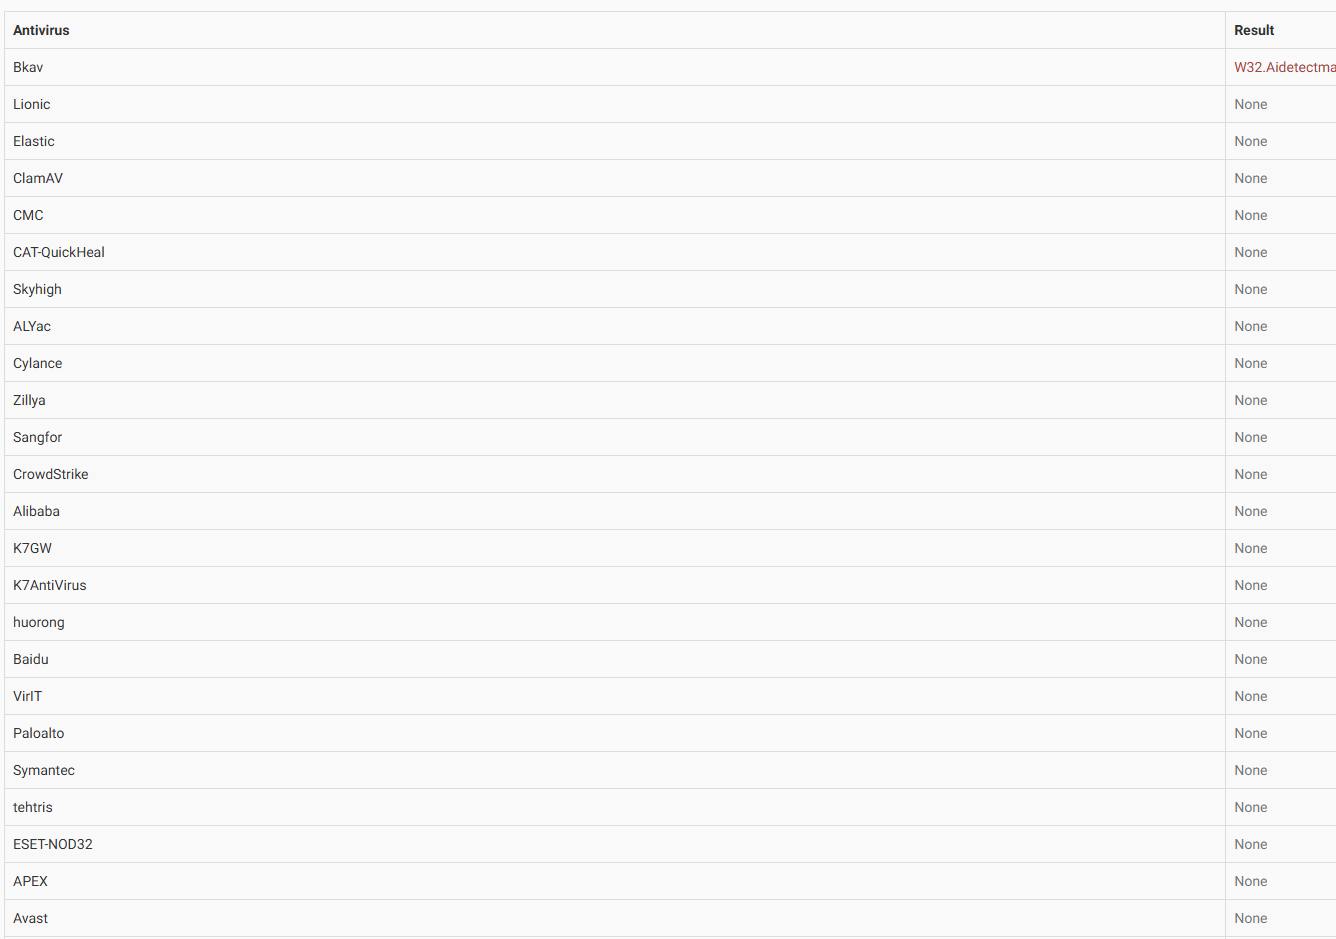 Antivirus Result
Bkav W32.Aidetectma
Lionic None
Elastic None
ClamAV None
CMC None
CAT-QuickHeal None
Skyhigh None
ALYac None
Cylance None
Zillya None
Sangfor None
CrowdStrike None
Alibaba None
K7GW None
K7AntiVirus None
huorong None
Baidu None
VirIT None
Paloalto None
Symantec None
tehtris None
ESET-NOD32 None
APEX None
Avast None